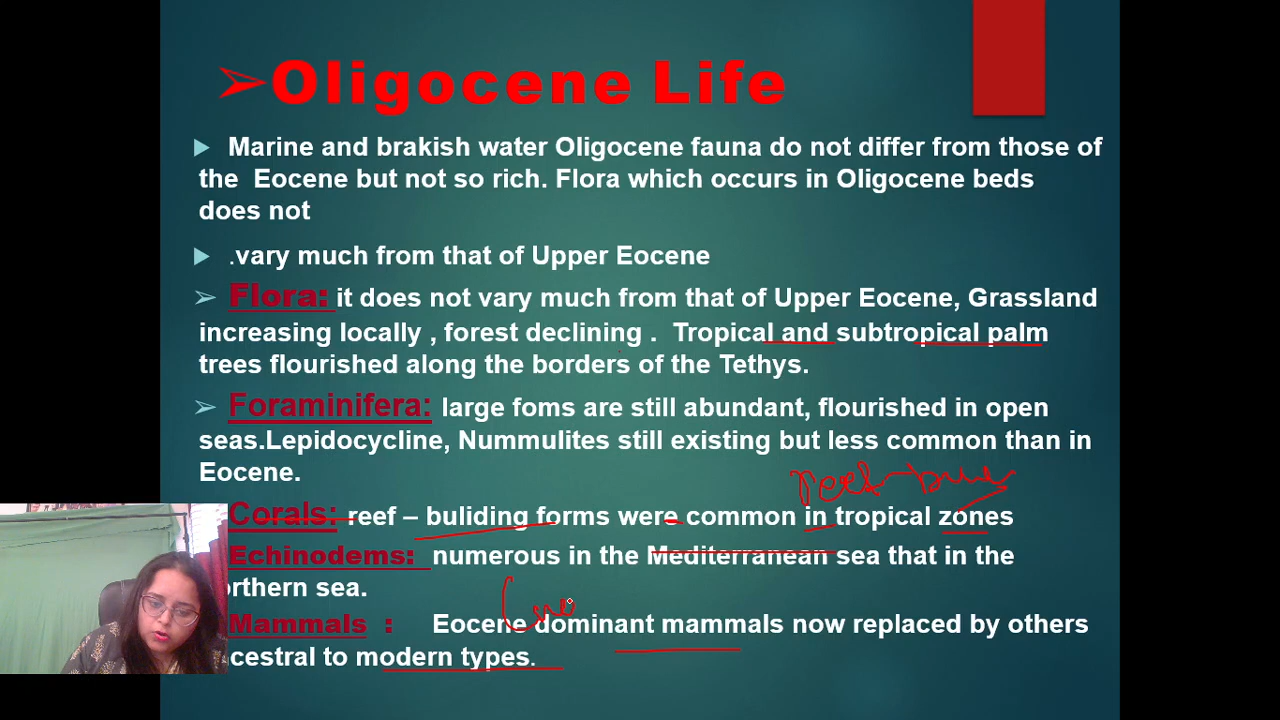 ➢Oligocene Life
Marine and brakish water Oligocene fauna do not differ from those of
the Eocene but not so rich. Flora which occurs in Oligocene beds
does not
.vary much from that of Upper Eocene
➢ Flora: it does not vary much from that of Upper Eocene, Grassland
increasing locally , forest declining . Tropical and subtropical palm
trees flourished along the borders of the Tethys.
➢ Foraminifera: large foms are still abundant, flourished in open
seas.Lepidocycline, Nummulites still existing but less common than in
Eocene.
Corals: reef – buliding forms were common in tropical zones
Echinodems: numerous in the Mediterranean sea that in the
orthern sea.
Mammals : Eocene dominant mammals now replaced by others
cestral to modern types.